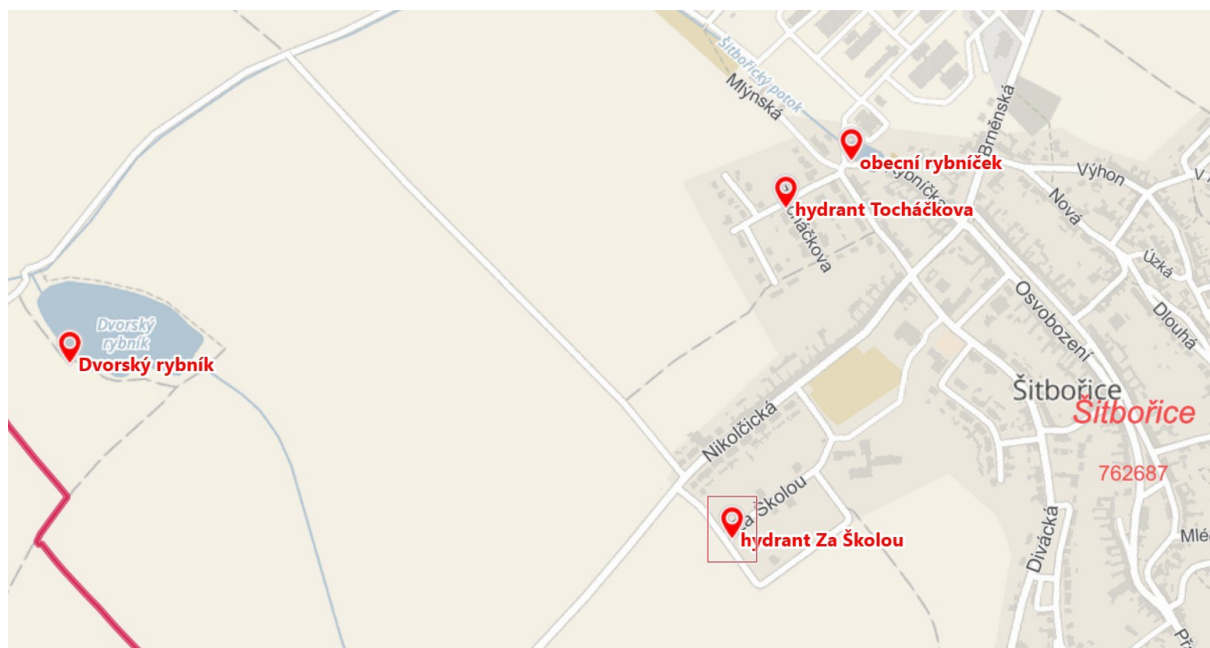 Šitbořický potok
Mlýnská
Brněnská
obecní rybníček
Výhon
Nová
hydrant Tocháčkova
Úzká
Osvobození
Dlouhá
Dvorský
rybník
Dvorský rybník
Nikolčická
Šitbořice
Šitbořice
762687
Za Školou
hydrant Za Školou
Divácká